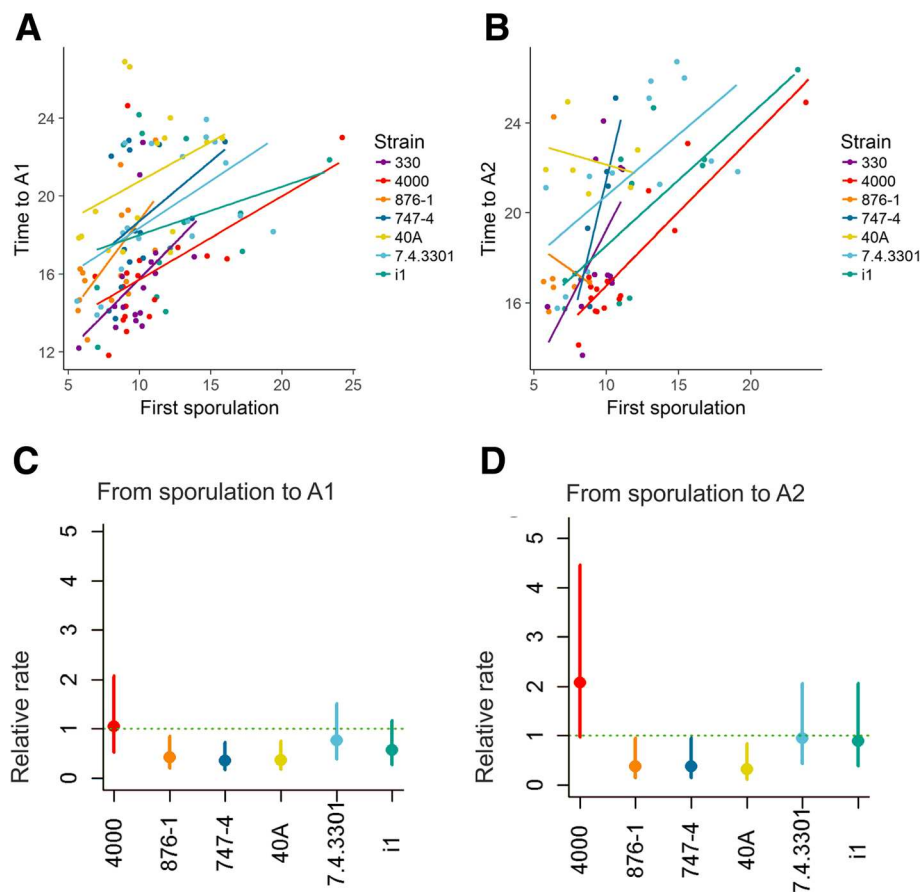 A
Time to A1
24
20
16
12
5 10 15 20 25
First sporulation
Strain
330
4000
876-1
747-4
40A
7.4.3301
i1
B
Time to A2
24
20
16
5 10 15 20
First sporulation
Strain
330
4000
876-1
747-4
40A
7.4.3301
i1
C
From sporulation to A1
Relative rate
5
4
3
2
1
0
4000
876-1
747-4
40A
7.4.3301
i1
D
From sporulation to A2
Relative rate
5
4
3
2
1
0
4000
876-1
747-4
40A
7.4.3301
i1